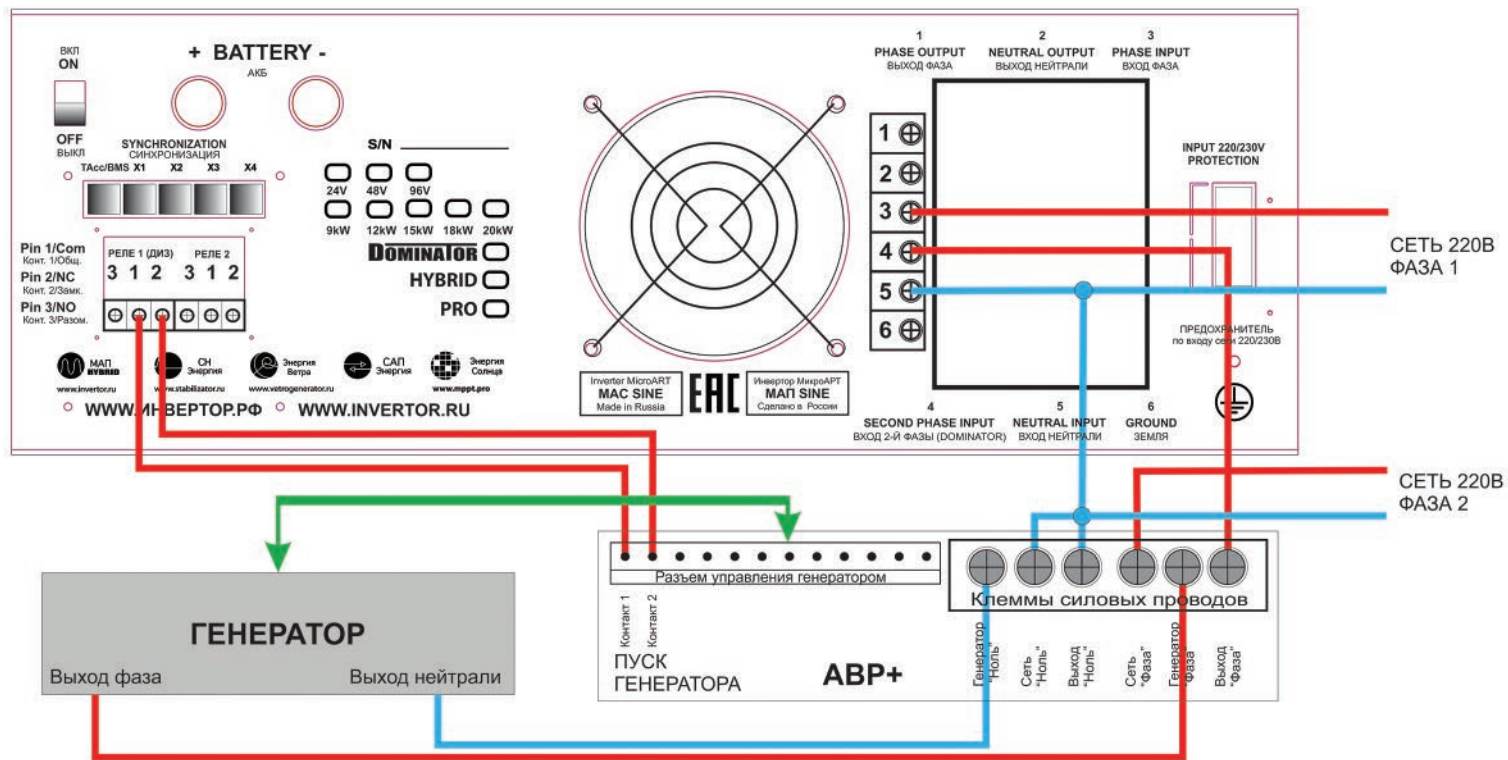 ВКЛ
ON
OFF
ВЫКЛ
+ BATTERY -
АКБ
SYNCHRONIZATION
СИНХРОНИЗАЦИЯ
TAcc/BMS X1 X2 X3 X4
S/N
24V 48V 96V
9kW 12kW 15kW 18kW 20kW
DOMINATOR
HYBRID
PRO
Pin 1/Com
Конт. 1/Общ.
Pin 2/NC
Конт. 2/Замк.
Pin 3/NO
Конт. 3/Разом.
РЕЛЕ 1 (ДИЗ) РЕЛЕ 2
3 1 2 3 1 2
МАП
HYBRID
www.invertor.ru
СН
Энергия
www.stabilizator.ru
Энергия
Ветра
www.vetrogenerator.ru
САП
Энергия
Энергия
Солнца
www.mppt.pro
WWW.ИНВЕРТОР.РФ
WWW.INVERTOR.RU
1
PHASE OUTPUT
ВЫХОД ФАЗА
2
NEUTRAL OUTPUT
ВЫХОД НЕЙТРАЛИ
3
PHASE INPUT
ВХОД ФАЗА
1
2
3
4
5
6
INPUT 220/230V
PROTECTION
ПРЕДОХРАНИТЕЛЬ
по входу сети 220/230В
Inverter MicroART
MAC SINE
Made in Russia
EAC
Инвертор МикроАРТ
МАП SINE
Сделано в России
4
SECOND PHASE INPUT
ВХОД 2-Й ФАЗЫ (DOMINATOR)
5
NEUTRAL INPUT
ВХОД НЕЙТРАЛИ
6
GROUND
ЗЕМЛЯ
СЕТЬ 220В
ФАЗА 1
СЕТЬ 220В
ФАЗА 2
ГЕНЕРАТОР
Выход фаза
Выход нейтрали
Разъем управления генератором
Контакт 1
Контакт 2
ПУСК
ГЕНЕРАТОРА
АВР+
Клеммы силовых проводов
Генератор
"Ноль"
Сеть
"Ноль"
Выход
"Ноль"
Сеть
"Фаза"
Генератор
"Фаза"
Выход
"Фаза"